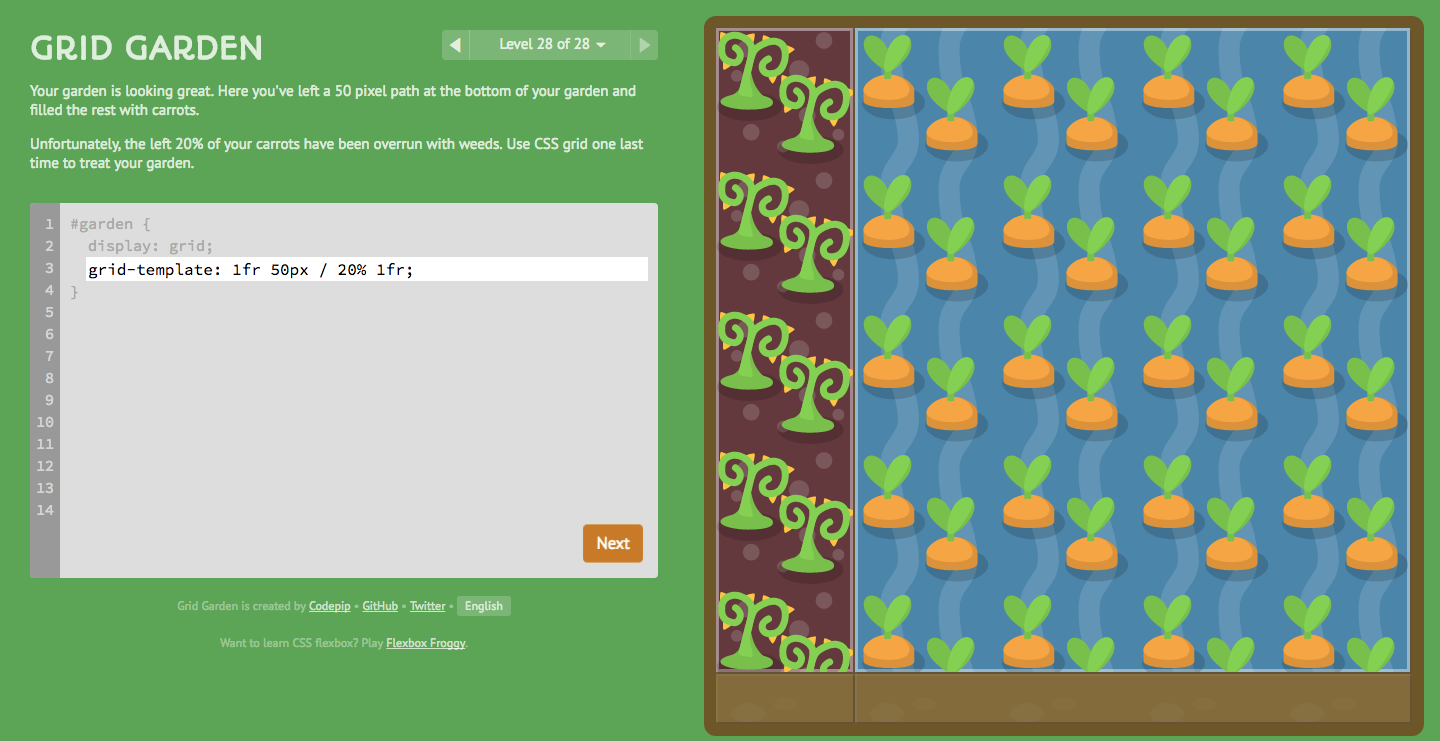 GRID GARDEN
Level 28 of 28
Your garden is looking great. Here you've left a 50 pixel path at the bottom of your garden and
filled the rest with carrots.
Unfortunately, the left 20% of your carrots have been overrun with weeds. Use CSS grid one last
time to treat your garden.
1 #garden {
2 display: grid;
3 grid-template: 1fr 50px / 20% 1fr;
4 }
5
6
7
8
9
10
11
12
13
14
Next
Grid Garden is created by Codepip • GitHub • Twitter • English
Want to learn CSS flexbox? Play Flexbox Froggy.